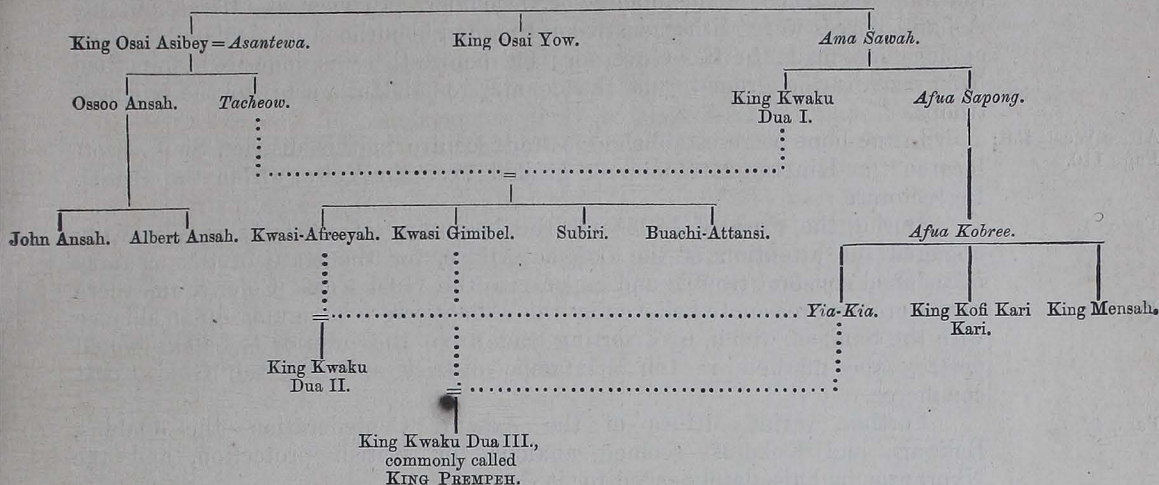 King Osai Asibey = Asantewa. King Osai Yow. Ama Sawah.
Ossoo Ansah. Tacheow. King Kwaku Dua I. Afua Sapong.
=
Afua Kobree.
John Ansah. Albert Ansah. Kwasi-Afreeyah. Kwasi Gimibel. Subiri. Buachi-Attansi.
= Yia-Kia. King Kofi Kari Kari. King Mensah.
King Kwaku
Dua II.
=
King Kwaku Dua III.,
commonly called
KING PREMPEH.